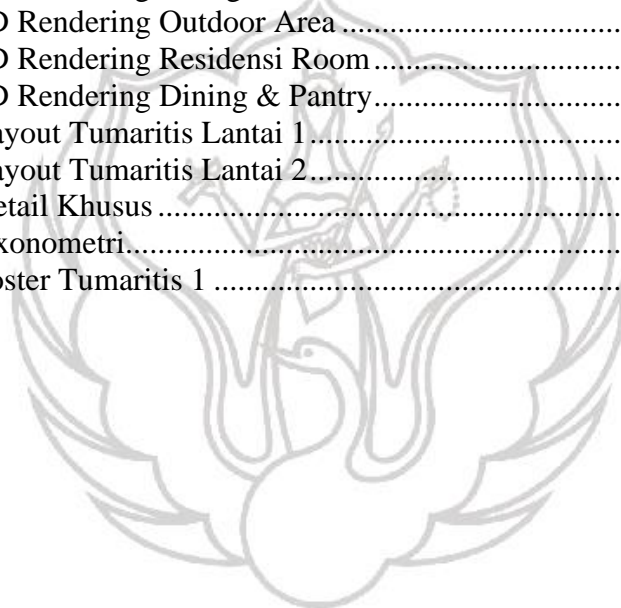 D Rendering Outdoor Area ....................................
D Rendering Residensi Room ................................
D Rendering Dining & Pantry ................................
ayout Tumaritis Lantai 1 ........................................
ayout Tumaritis Lantai 2 ........................................
etail Khusus ...........................................................
xonometri ................................................................
oster Tumaritis 1 ....................................................